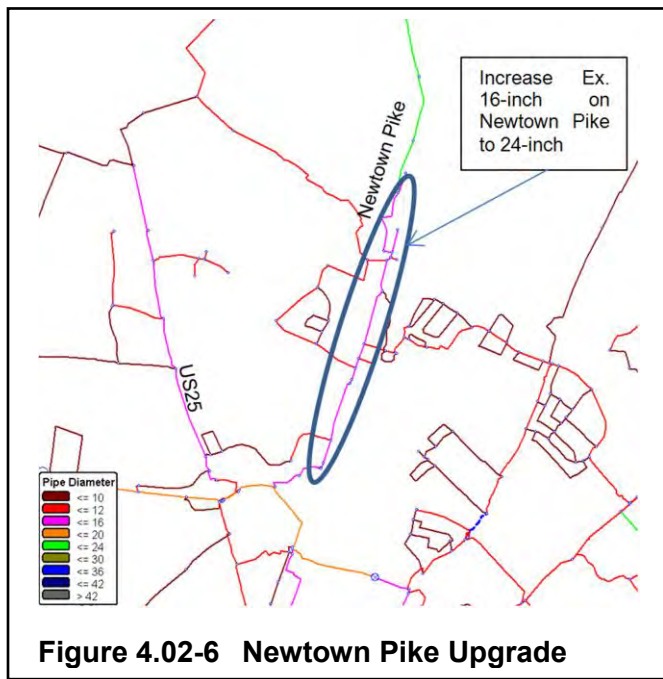 Increase Ex.
16-inch on
Newtown Pike
to 24-inch
Newtown Pike
US25
Pipe Diameter
<= 10
<= 12
<= 16
<= 20
<= 24
<= 30
<= 36
<= 42
> 42
Figure 4.02-6 Newtown Pike Upgrade